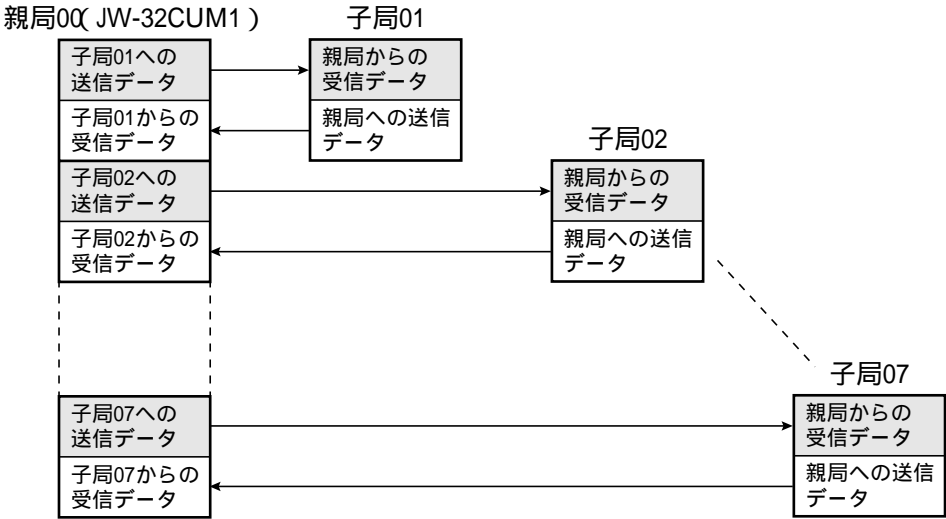 親局00(JW-32CUM1)
子局01
子局01への
送信データ
子局01からの
受信データ
親局からの
受信データ
親局への送信
データ
子局02
子局02への
送信データ
子局02からの
受信データ
親局からの
受信データ
親局への送信
データ
子局07
子局07への
送信データ
子局07からの
受信データ
親局からの
受信データ
親局への送信
データ